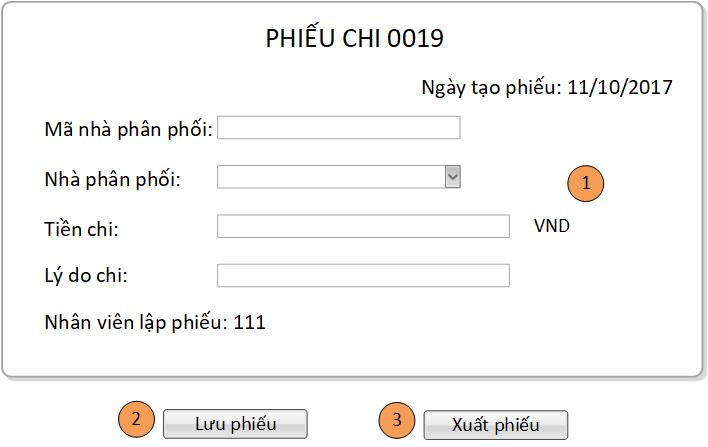 PHIẾU CHI 0019
Ngày tạo phiếu: 11/10/2017
Mã nhà phân phối:
Nhà phân phối:
1
Tiền chi:
VND
Lý do chi:
Nhân viên lập phiếu: 111
2 Lưu phiếu
3 Xuất phiếu